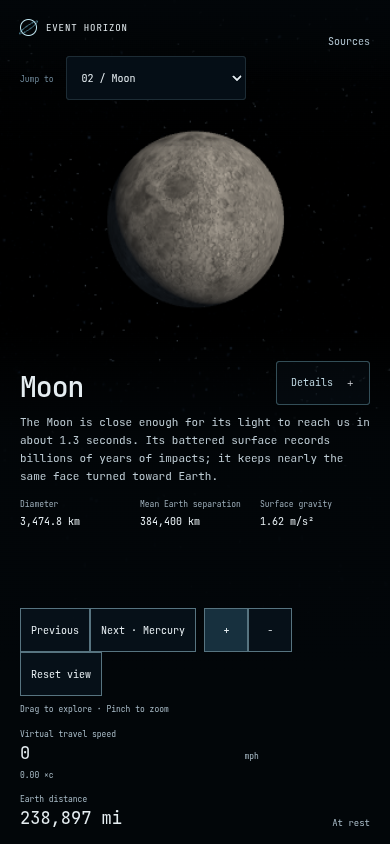 EVENT HORIZON
Sources
Jump to
02 / Moon
Moon
Details +
The Moon is close enough for its light to reach us in
about 1.3 seconds. Its battered surface records
billions of years of impacts; it keeps nearly the
same face turned toward Earth.
Diameter Mean Earth separation Surface gravity
3,474.8 km 384,400 km 1.62 m/s²
Previous Next · Mercury + -
Reset view
Drag to explore · Pinch to zoom
Virtual travel speed
0 mph
0.00 ×c
Earth distance
238,897 mi At rest